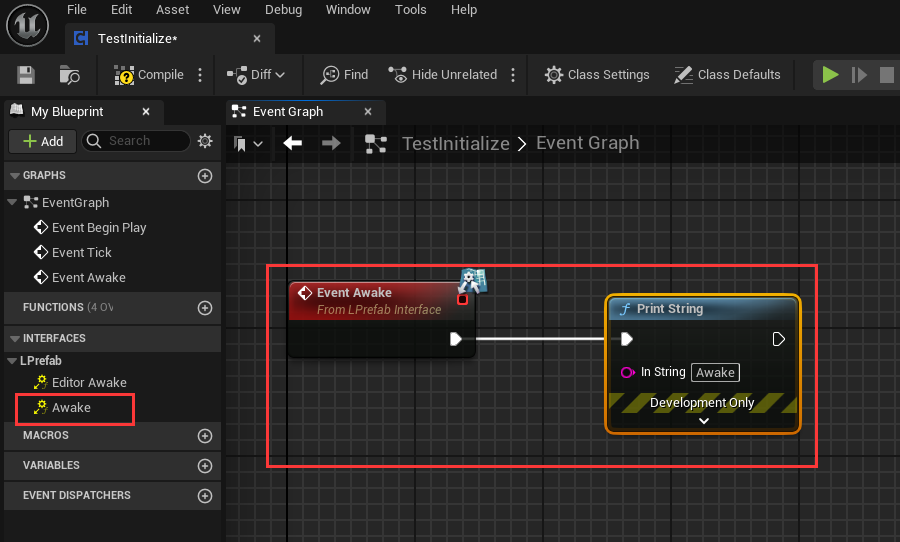 File Edit Asset View Debug Window Tools Help
TestInitialize*
Compile Diff Find Hide Unrelated Class Settings Class Defaults
My Blueprint
Event Graph
Add Search
TestInitialize > Event Graph
GRAPHS
EventGraph
Event Begin Play
Event Tick
Event Awake
FUNCTIONS (4 OV
INTERFACES
LPrefab
Editor Awake
Awake
MACROS
VARIABLES
EVENT DISPATCHERS
Event Awake
From LPrefab Interface
f Print String
In String Awake
Development Only